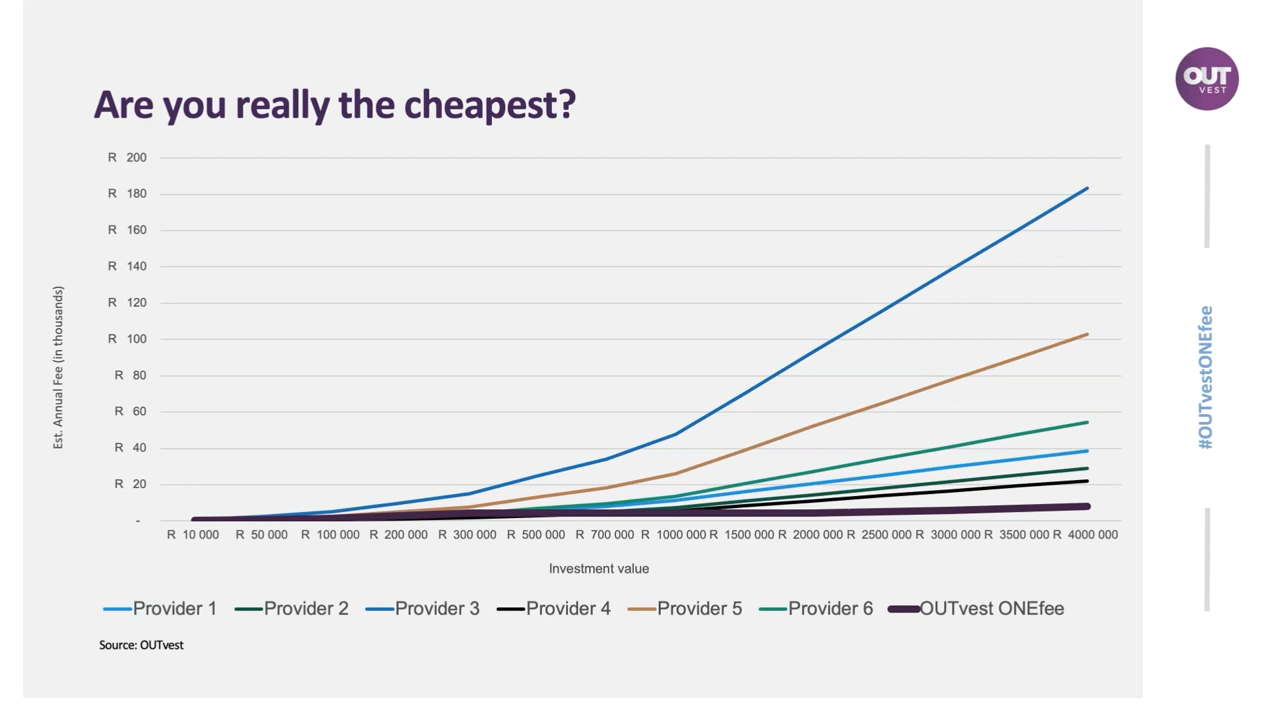 OUT
VEST
Are you really the cheapest?
R 200
R 180
R 160
R 140
R 120
R 100
R 80
R 60
R 40
R 20
-
Est. Annual Fee (in thousands)
R 10 000 R 50 000 R 100 000 R 200 000 R 300 000 R 500 000 R 700 000 R 1000 000 R 1500 000 R 2000 000 R 2500 000 R 3000 000 R 3500 000 R 4000 000
Investment value
Provider 1 Provider 2 Provider 3 Provider 4 Provider 5 Provider 6 OUTvest ONEfee
Source: OUTvest
#OUTvestONEfee